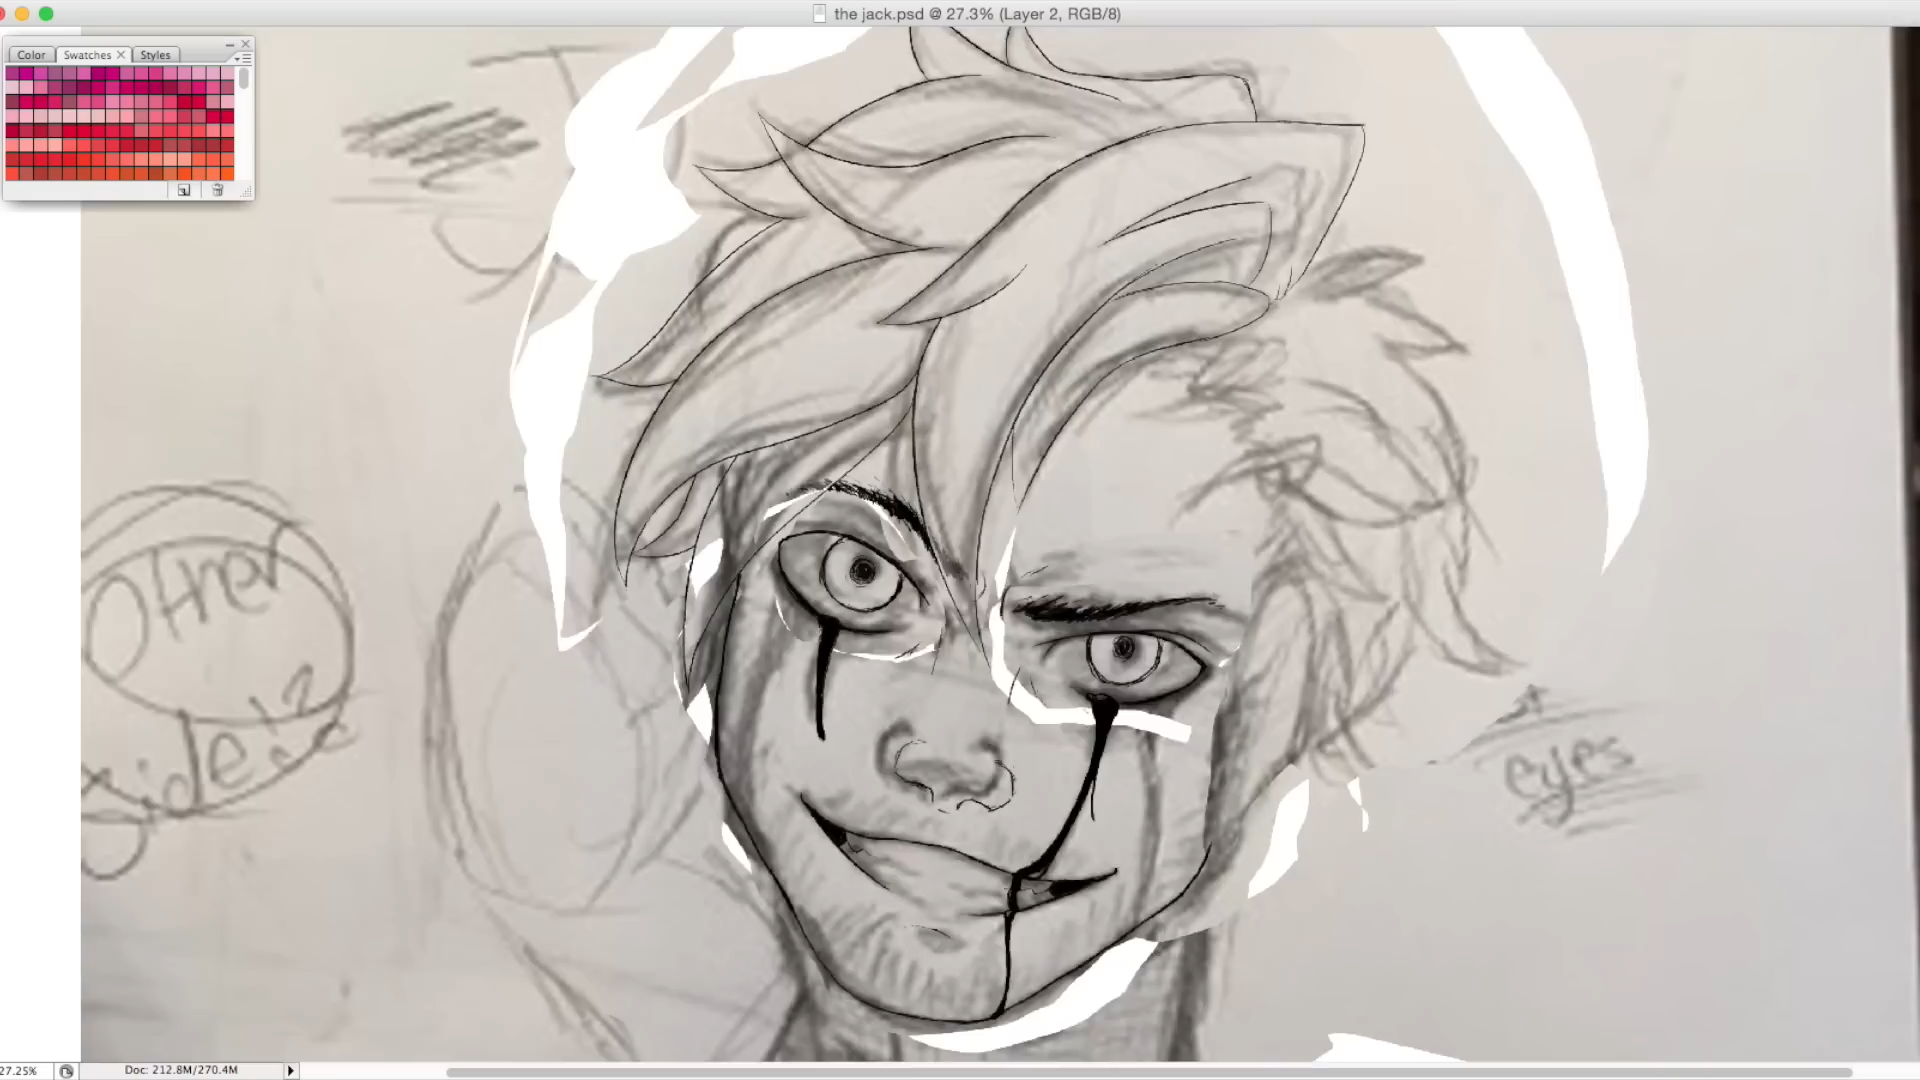 the jack.psd @ 27.3% (Layer 2, RGB/8)
Color
Swatches
Styles
Other
side
eyes
27.25%
Doc: 212.8M/270.4M